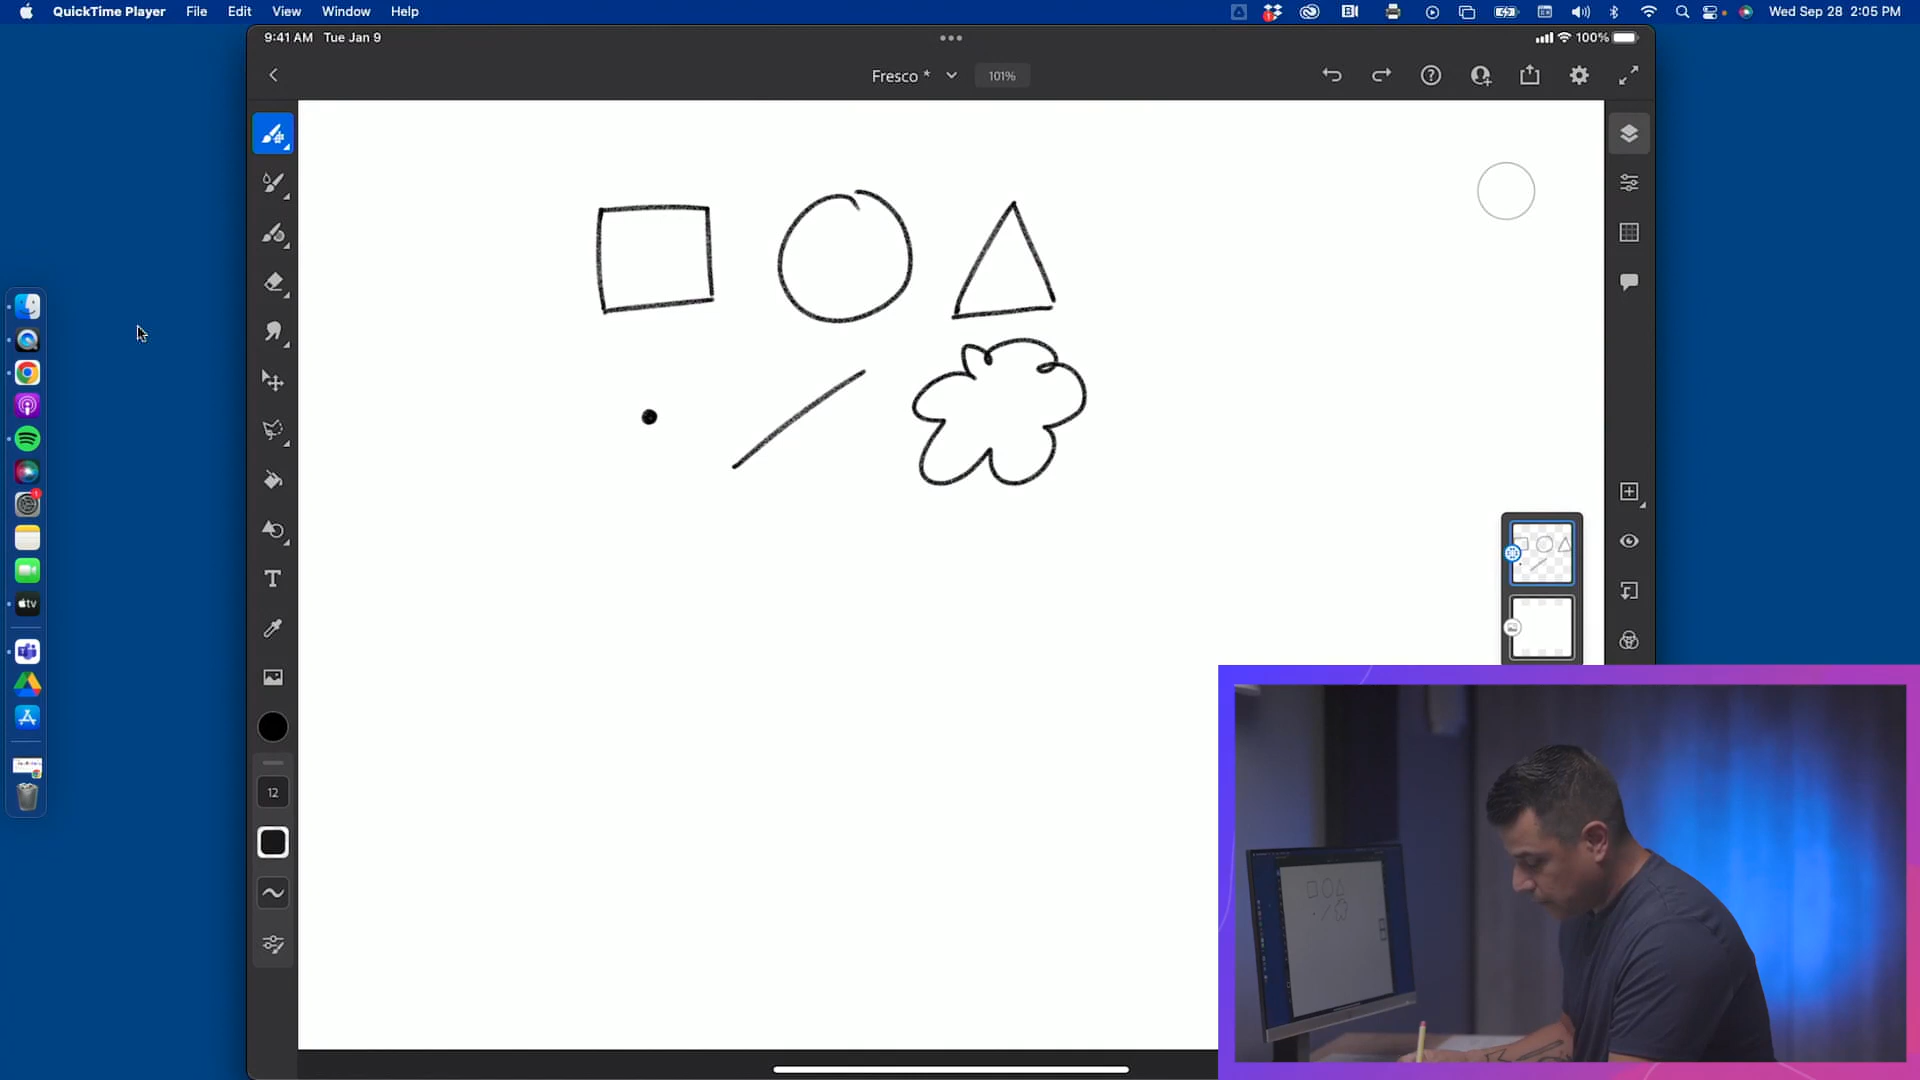 QuickTime Player File Edit View Window Help
Wed Sep 28 2:05 PM
9:41 AM Tue Jan 9
100%
Fresco * 101%
T
tv
12